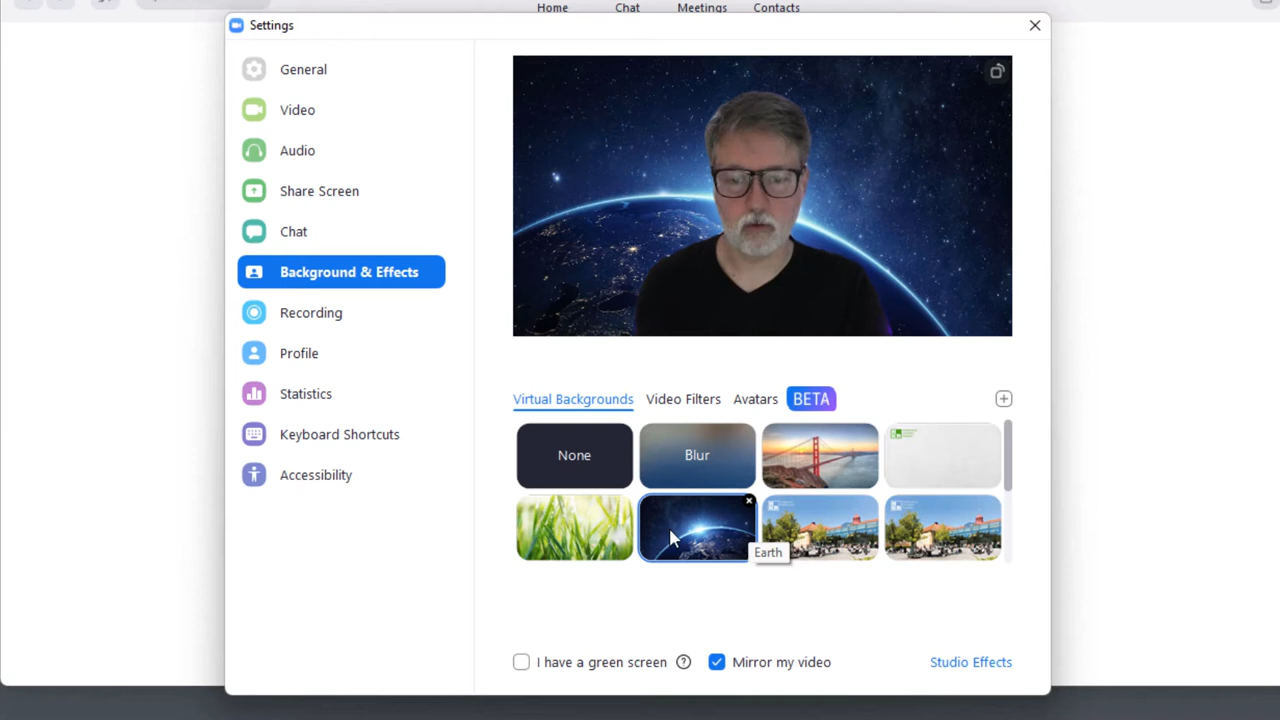 Home Chat Meetings Contacts
Settings
General
Video
Audio
Share Screen
Chat
Background & Effects
Recording
Profile
Statistics
Keyboard Shortcuts
Accessibility
Virtual Backgrounds Video Filters Avatars BETA
None Blur
Earth
I have a green screen ? Mirror my video Studio Effects